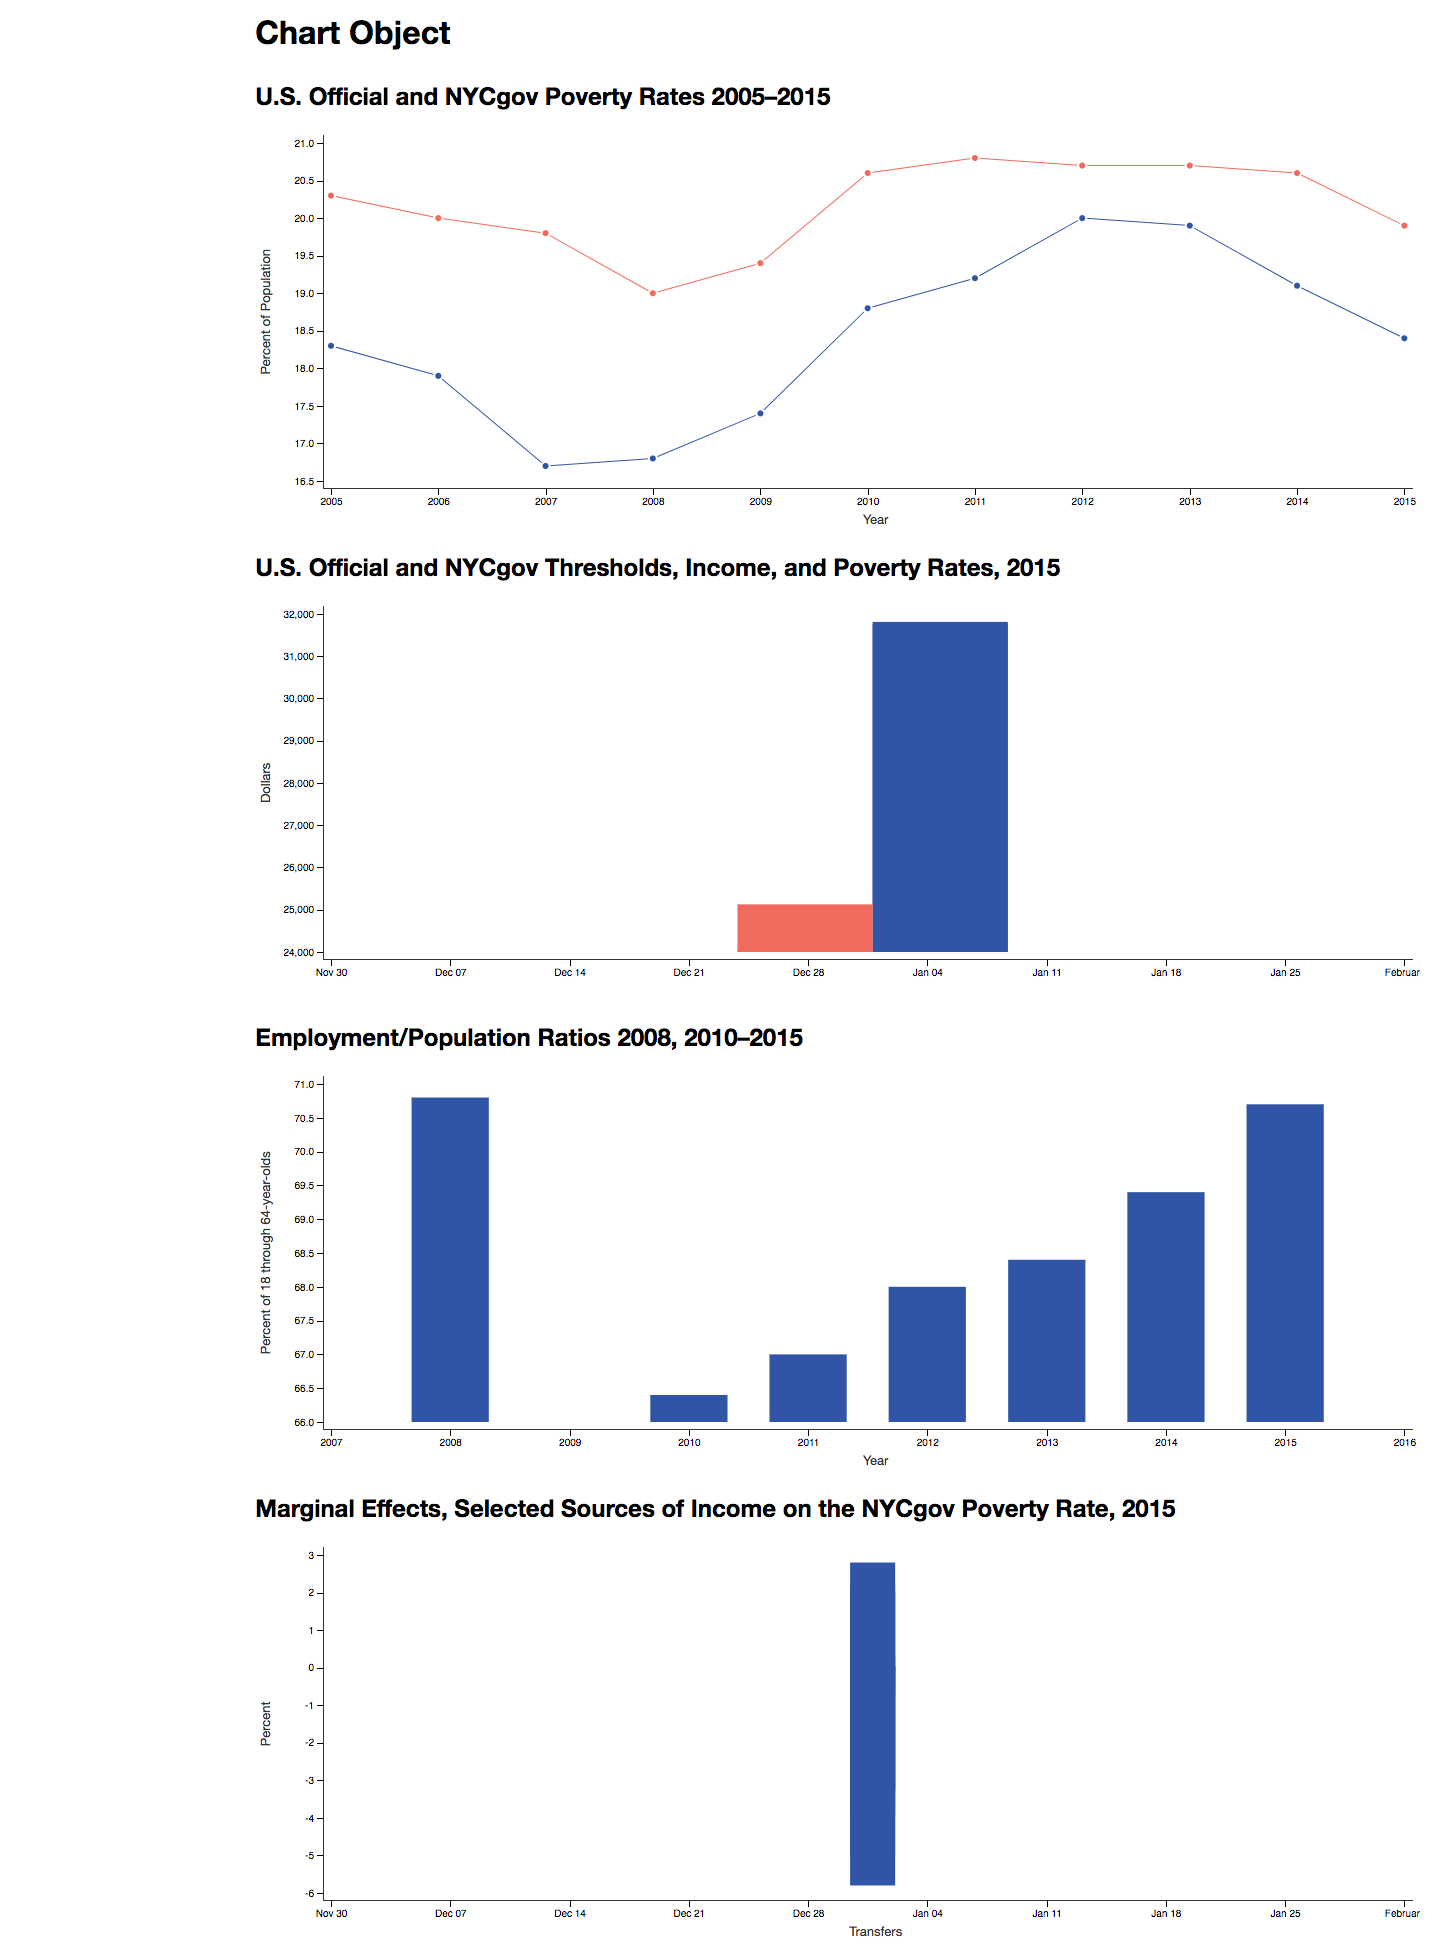 Chart Object
U.S. Official and NYCgov Poverty Rates 2005–2015
21.0
20.5
20.0
19.5
19.0
18.5
18.0
17.5
17.0
16.5
Percent of Population
2005 2006 2007 2008 2009 2010 2011 2012 2013 2014 2015
Year
U.S. Official and NYCgov Thresholds, Income, and Poverty Rates, 2015
32,000
31,000
30,000
29,000
28,000
27,000
26,000
25,000
24,000
Dollars
Nov 30 Dec 07 Dec 14 Dec 21 Dec 28 Jan 04 Jan 11 Jan 18 Jan 25 Februar
Employment/Population Ratios 2008, 2010–2015
71.0
70.5
70.0
69.5
69.0
68.5
68.0
67.5
67.0
66.5
66.0
Percent of 18 through 64-year-olds
2007 2008 2009 2010 2011 2012 2013 2014 2015 2016
Year
Marginal Effects, Selected Sources of Income on the NYCgov Poverty Rate, 2015
3
2
1
0
-1
-2
-3
-4
-5
-6
Percent
Nov 30 Dec 07 Dec 14 Dec 21 Dec 28 Jan 04 Jan 11 Jan 18 Jan 25 Februar
Transfers